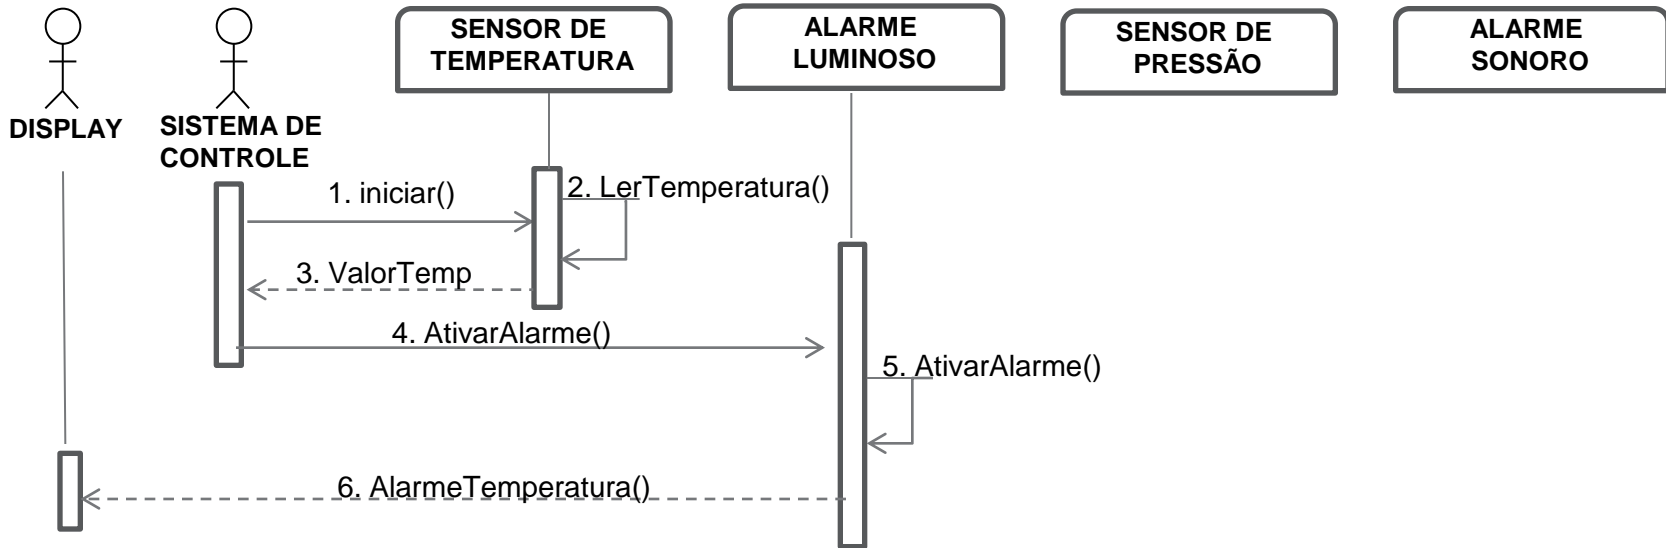 SENSOR DE
TEMPERATURA
ALARME
LUMINOSO
SENSOR DE
PRESSÃO
ALARME
SONORO
DISPLAY
SISTEMA DE
CONTROLE
1. iniciar()
2. LerTemperatura()
3. ValorTemp
4. AtivarAlarme()
5. AtivarAlarme()
6. AlarmeTemperatura()